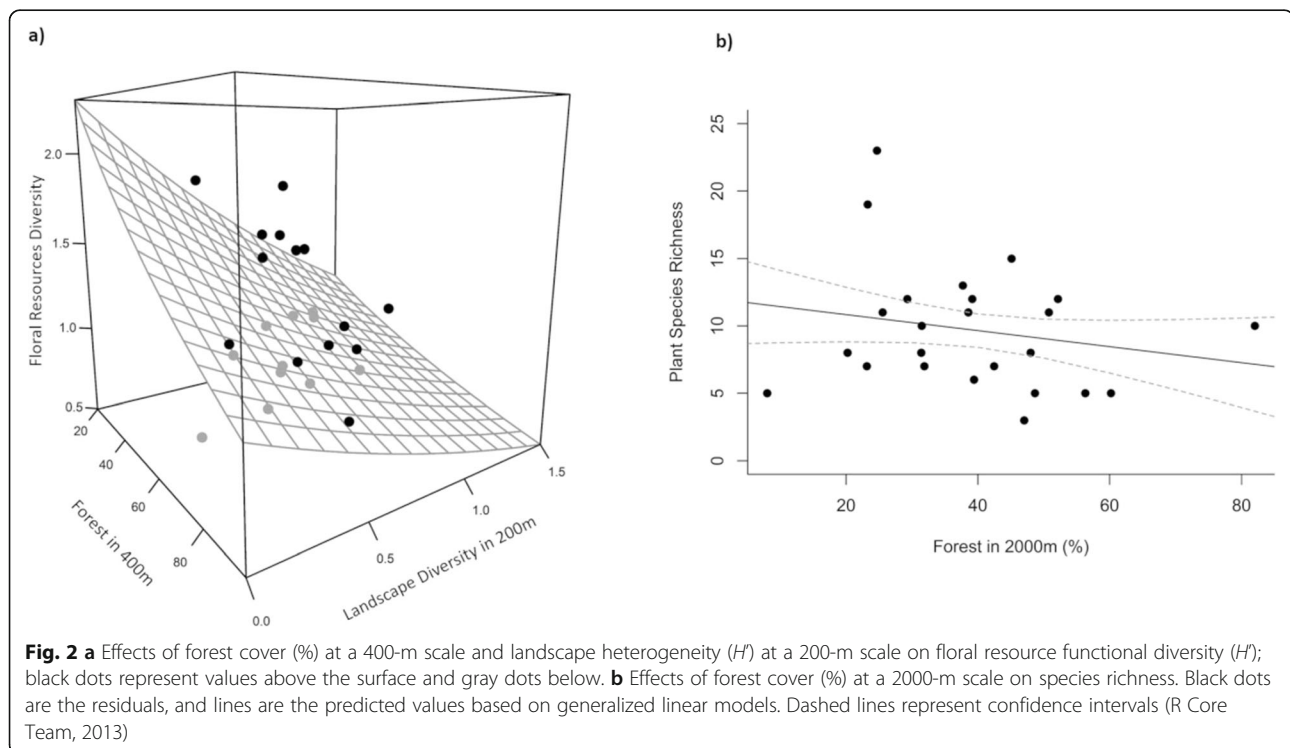 a)
Floral Resources Diversity
2.0
1.5
1.0
0.5
20
40
60
80
Forest in 400m
0.0
0.5
1.0
1.5
Landscape Diversity in 200m
b)
Plant Species Richness
25
20
15
10
5
0
20
40
60
80
Forest in 2000m (%)
Fig. 2 a Effects of forest cover (%) at a 400-m scale and landscape heterogeneity (H′) at a 200-m scale on floral resource functional diversity (H′);
black dots represent values above the surface and gray dots below. b Effects of forest cover (%) at a 2000-m scale on species richness. Black dots
are the residuals, and lines are the predicted values based on generalized linear models. Dashed lines represent confidence intervals (R Core
Team, 2013)